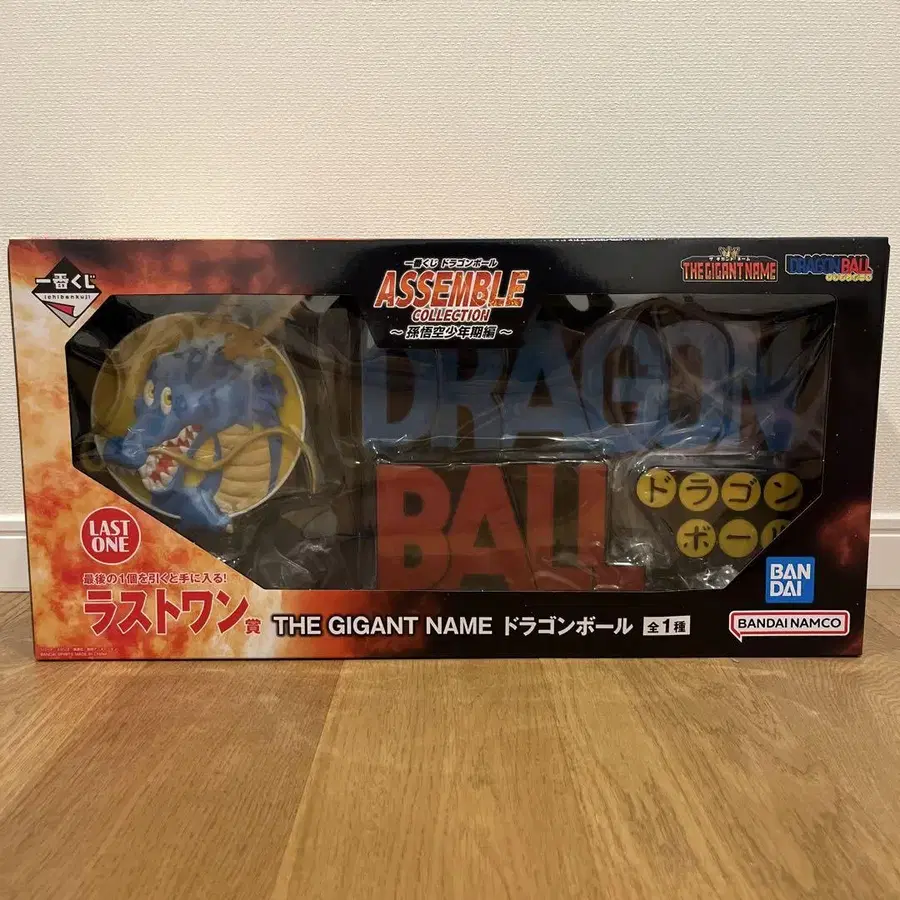 一番くじ
ichibankuji
一番くじ ドラゴンボール
ASSEMBLE
COLLECTION
～孫悟空少年期編～
THE GIGANT NAME
DRAGON BALL
DRAGON
BALL
ドラゴン
ボール
LAST
ONE
最後の1個を引くと手に入る!
ラストワン賞
THE GIGANT NAME ドラゴンボール 全1種
BAN
DAI
BANDAI NAMCO